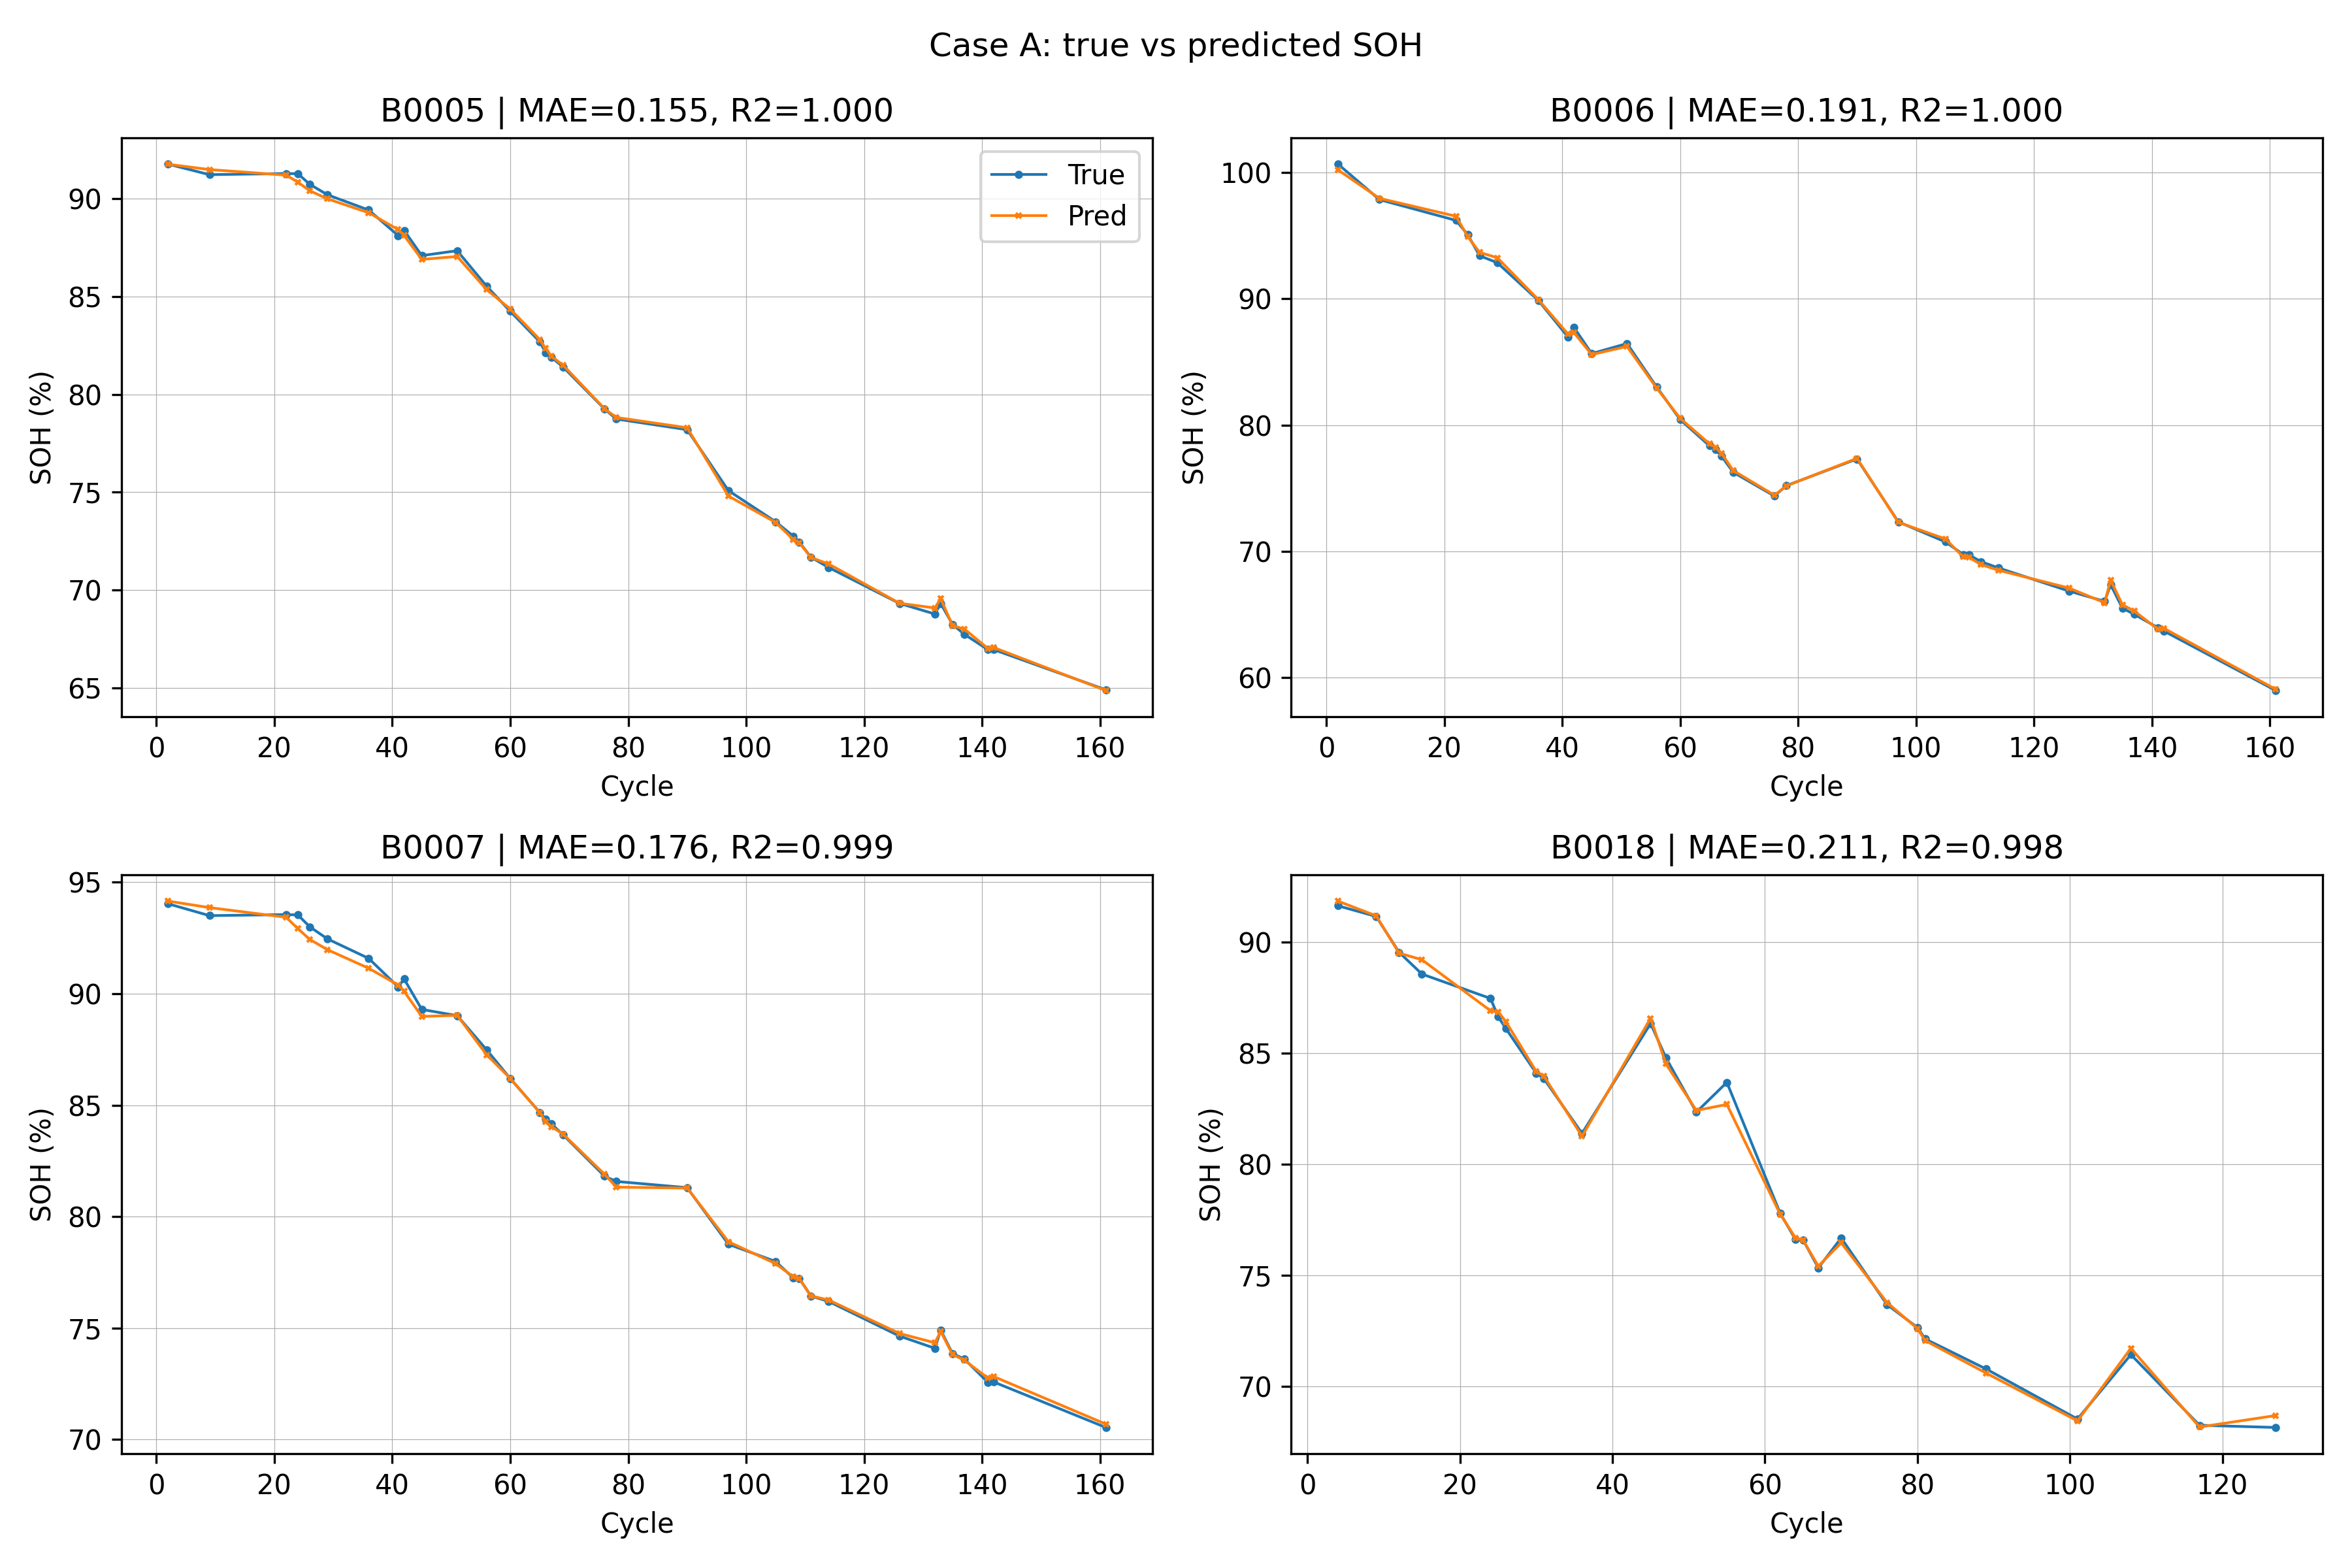 Case A: true vs predicted SOH
B0005 | MAE=0.155, R2=1.000
True
Pred
90
85
80
75
70
65
SOH (%)
0 20 40 60 80 100 120 140 160
Cycle
B0006 | MAE=0.191, R2=1.000
100
90
80
70
60
SOH (%)
0 20 40 60 80 100 120 140 160
Cycle
B0007 | MAE=0.176, R2=0.999
95
90
85
80
75
70
SOH (%)
0 20 40 60 80 100 120 140 160
Cycle
B0018 | MAE=0.211, R2=0.998
90
85
80
75
70
SOH (%)
0 20 40 60 80 100 120
Cycle